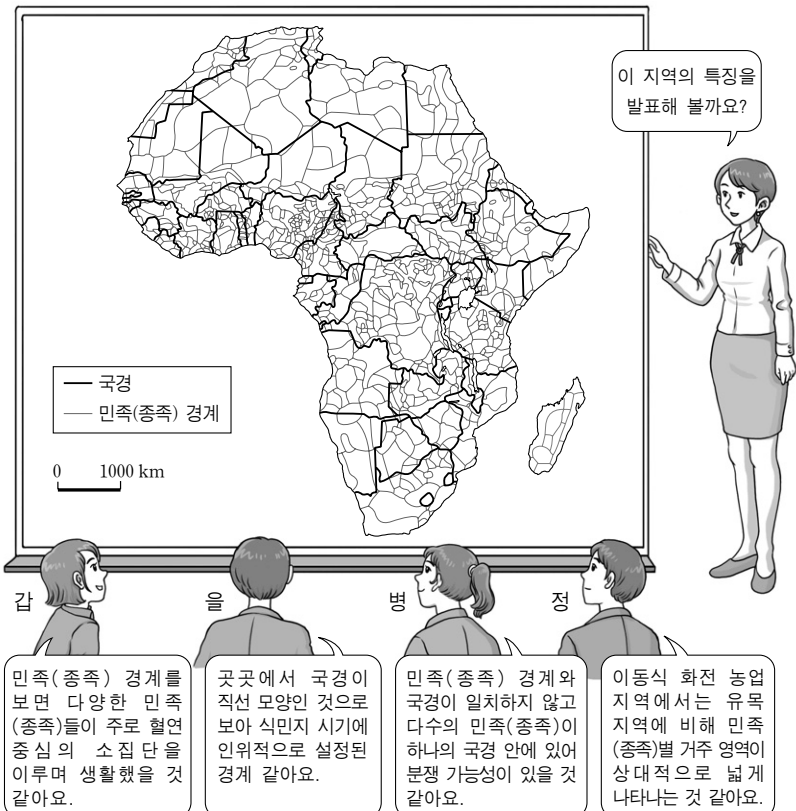 이 지역의 특징을
발표해 볼까요?
국경
민족(종족) 경계
0 1000 km
갑
을
병
정
민족(종족) 경계를
보면 다양한 민족
(종족)들이 주로 혈연
중심의 소집단을
이루며 생활했을 것
같아요.
곳곳에서 국경이
직선 모양인 것으로
보아 식민지 시기에
인위적으로 설정된
경계 같아요.
민족(종족) 경계와
국경이 일치하지 않고
다수의 민족(종족)이
하나의 국경 안에 있어
분쟁 가능성이 있을 것
같아요.
이동식 화전 농업
지역에서는 유목
지역에 비해 민족
(종족)별 거주 영역이
상대적으로 넓게
나타나는 것 같아요.